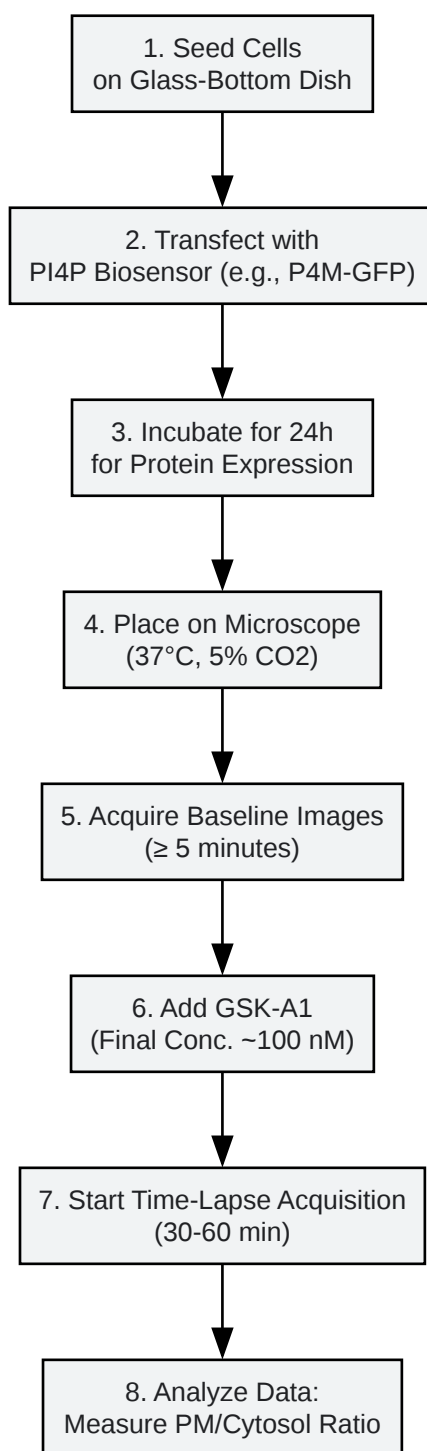 1. Seed Cells
on Glass-Bottom Dish
2. Transfect with
PI4P Biosensor (e.g., P4M-GFP)
3. Incubate for 24h
for Protein Expression
4. Place on Microscope
(37°C, 5% CO2)
5. Acquire Baseline Images
(≥ 5 minutes)
6. Add GSK-A1
(Final Conc. ~100 nM)
7. Start Time-Lapse Acquisition
(30-60 min)
8. Analyze Data:
Measure PM/Cytosol Ratio